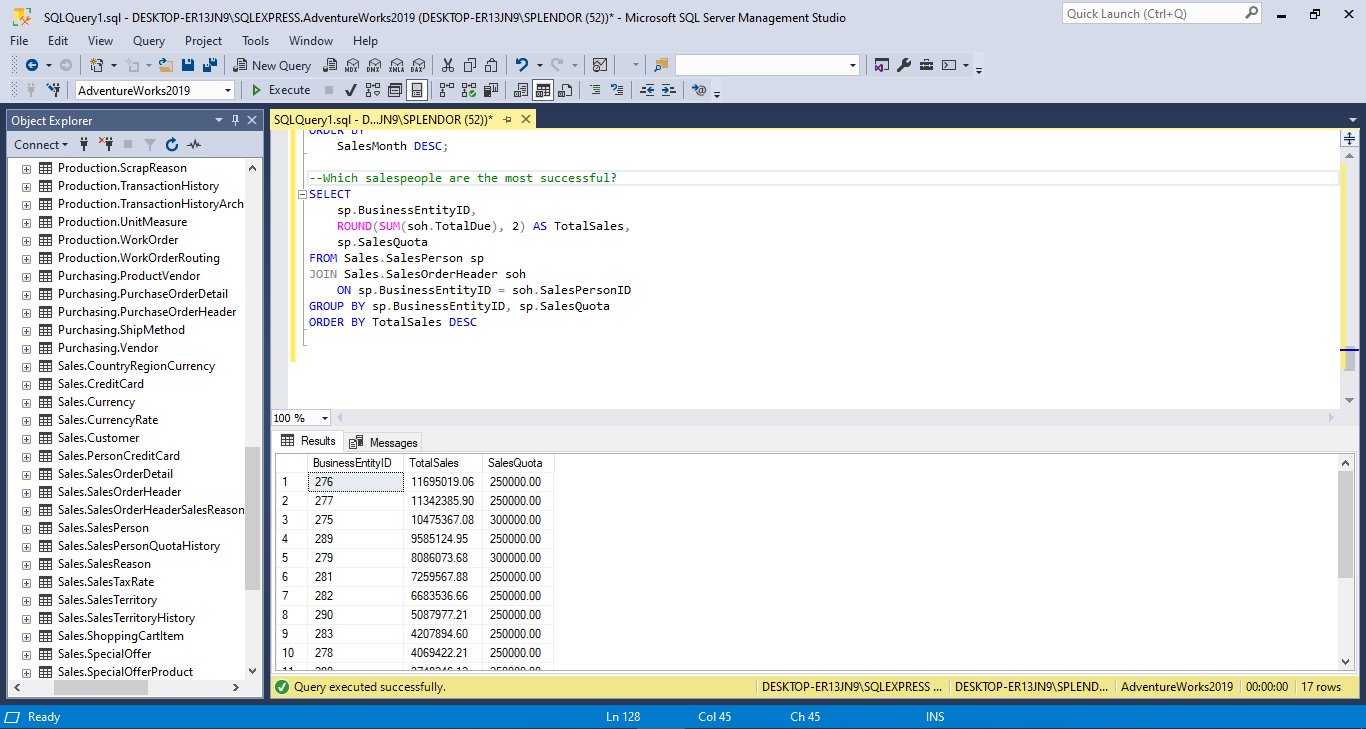 SQLQuery1.sql - DESKTOP-ER13JN9\SQLEXPRESS.AdventureWorks2019 (DESKTOP-ER13JN9\SPLENDOR (52))* - Microsoft SQL Server Management Studio
Quick Launch (Ctrl+Q)
File Edit View Query Project Tools Window Help
New Query MDX DMX XMLA DAX
AdventureWorks2019 Execute
Object Explorer
Connect
Production.ScrapReason
Production.TransactionHistory
Production.TransactionHistoryArch
Production.UnitMeasure
Production.WorkOrder
Production.WorkOrderRouting
Purchasing.ProductVendor
Purchasing.PurchaseOrderDetail
Purchasing.PurchaseOrderHeader
Purchasing.ShipMethod
Purchasing.Vendor
Sales.CountryRegionCurrency
Sales.CreditCard
Sales.Currency
Sales.CurrencyRate
Sales.Customer
Sales.PersonCreditCard
Sales.SalesOrderDetail
Sales.SalesOrderHeader
Sales.SalesOrderHeaderSalesReason
Sales.SalesPerson
Sales.SalesPersonQuotaHistory
Sales.SalesReason
Sales.SalesTaxRate
Sales.SalesTerritory
Sales.SalesTerritoryHistory
Sales.ShoppingCartItem
Sales.SpecialOffer
Sales.SpecialOfferProduct
SQLQuery1.sql - D...JN9\SPLENDOR (52))*
ORDER BY
SalesMonth DESC;
--Which salespeople are the most successful?
SELECT
sp.BusinessEntityID,
ROUND(SUM(soh.TotalDue), 2) AS TotalSales,
sp.SalesQuota
FROM Sales.SalesPerson sp
JOIN Sales.SalesOrderHeader soh
ON sp.BusinessEntityID = soh.SalesPersonID
GROUP BY sp.BusinessEntityID, sp.SalesQuota
ORDER BY TotalSales DESC
100 %
Results Messages
BusinessEntityID TotalSales SalesQuota
1 276 11695019.06 250000.00
2 277 11342385.90 250000.00
3 275 10475367.08 300000.00
4 289 9585124.95 250000.00
5 279 8086073.68 300000.00
6 281 7259567.88 250000.00
7 282 6683536.66 250000.00
8 290 5087977.21 250000.00
9 283 4207894.60 250000.00
10 278 4069422.21 250000.00
Query executed successfully. DESKTOP-ER13JN9\SQLEXPRESS ... DESKTOP-ER13JN9\SPLEND... AdventureWorks2019 00:00:00 17 rows
Ready Ln 128 Col 45 Ch 45 INS